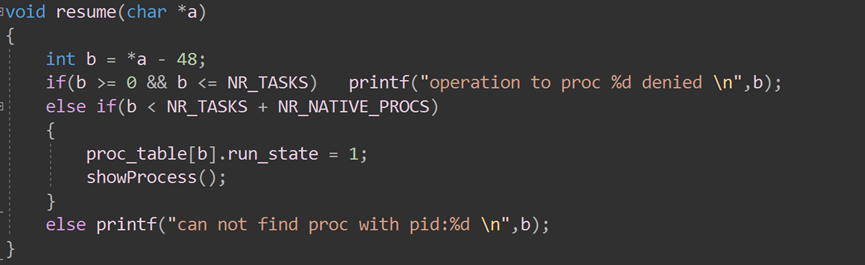 void resume(char *a)
{
    int b = *a - 48;
    if(b >= 0 && b <= NR_TASKS)   printf("operation to proc %d denied \n",b);
    else if(b < NR_TASKS + NR_NATIVE_PROCS)
    {
        proc_table[b].run_state = 1;
        showProcess();
    }
    else printf("can not find proc with pid:%d \n",b);
}